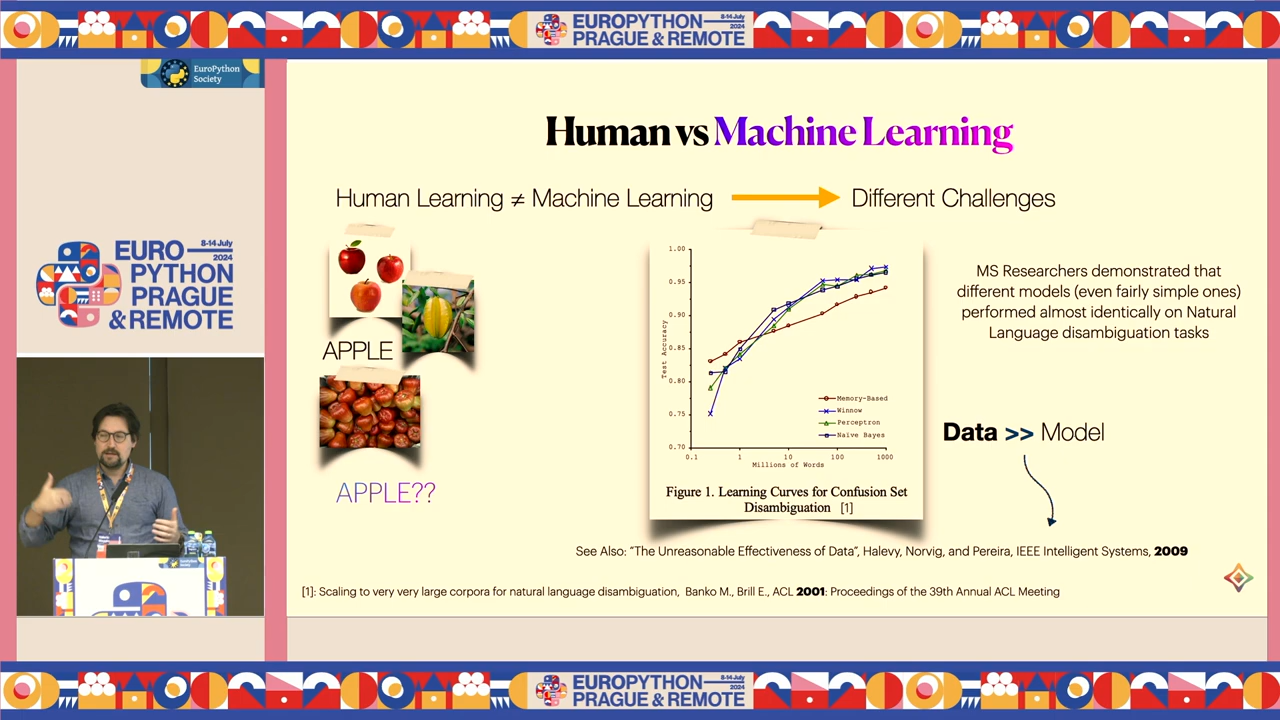 EUROPYTHON
PRAGUE & REMOTE
8-14 July
2024
EuroPython
Society
EURO
8-14 July
2024
PYTHON
PRAGUE
& REMOTE
Human vs Machine Learning
Human Learning ≠ Machine Learning
Different Challenges
APPLE
APPLE??
1.00
0.95
0.90
0.85
0.80
0.75
0.70
Test Accuracy
0.1
1
10
100
1000
Millions of Words
Memory-Based
Winnow
Perceptron
Naïve Bayes
Figure 1. Learning Curves for Confusion Set
Disambiguation [1]
MS Researchers demonstrated that
different models (even fairly simple ones)
performed almost identically on Natural
Language disambiguation tasks
Data >> Model
See Also: “The Unreasonable Effectiveness of Data”, Halevy, Norvig, and Pereira, IEEE Intelligent Systems, 2009
[1]: Scaling to very very large corpora for natural language disambiguation, Banko M., Brill E., ACL 2001: Proceedings of the 39th Annual ACL Meeting
EUROPYTHON
PRAGUE & REMOTE
8-14 July
2024